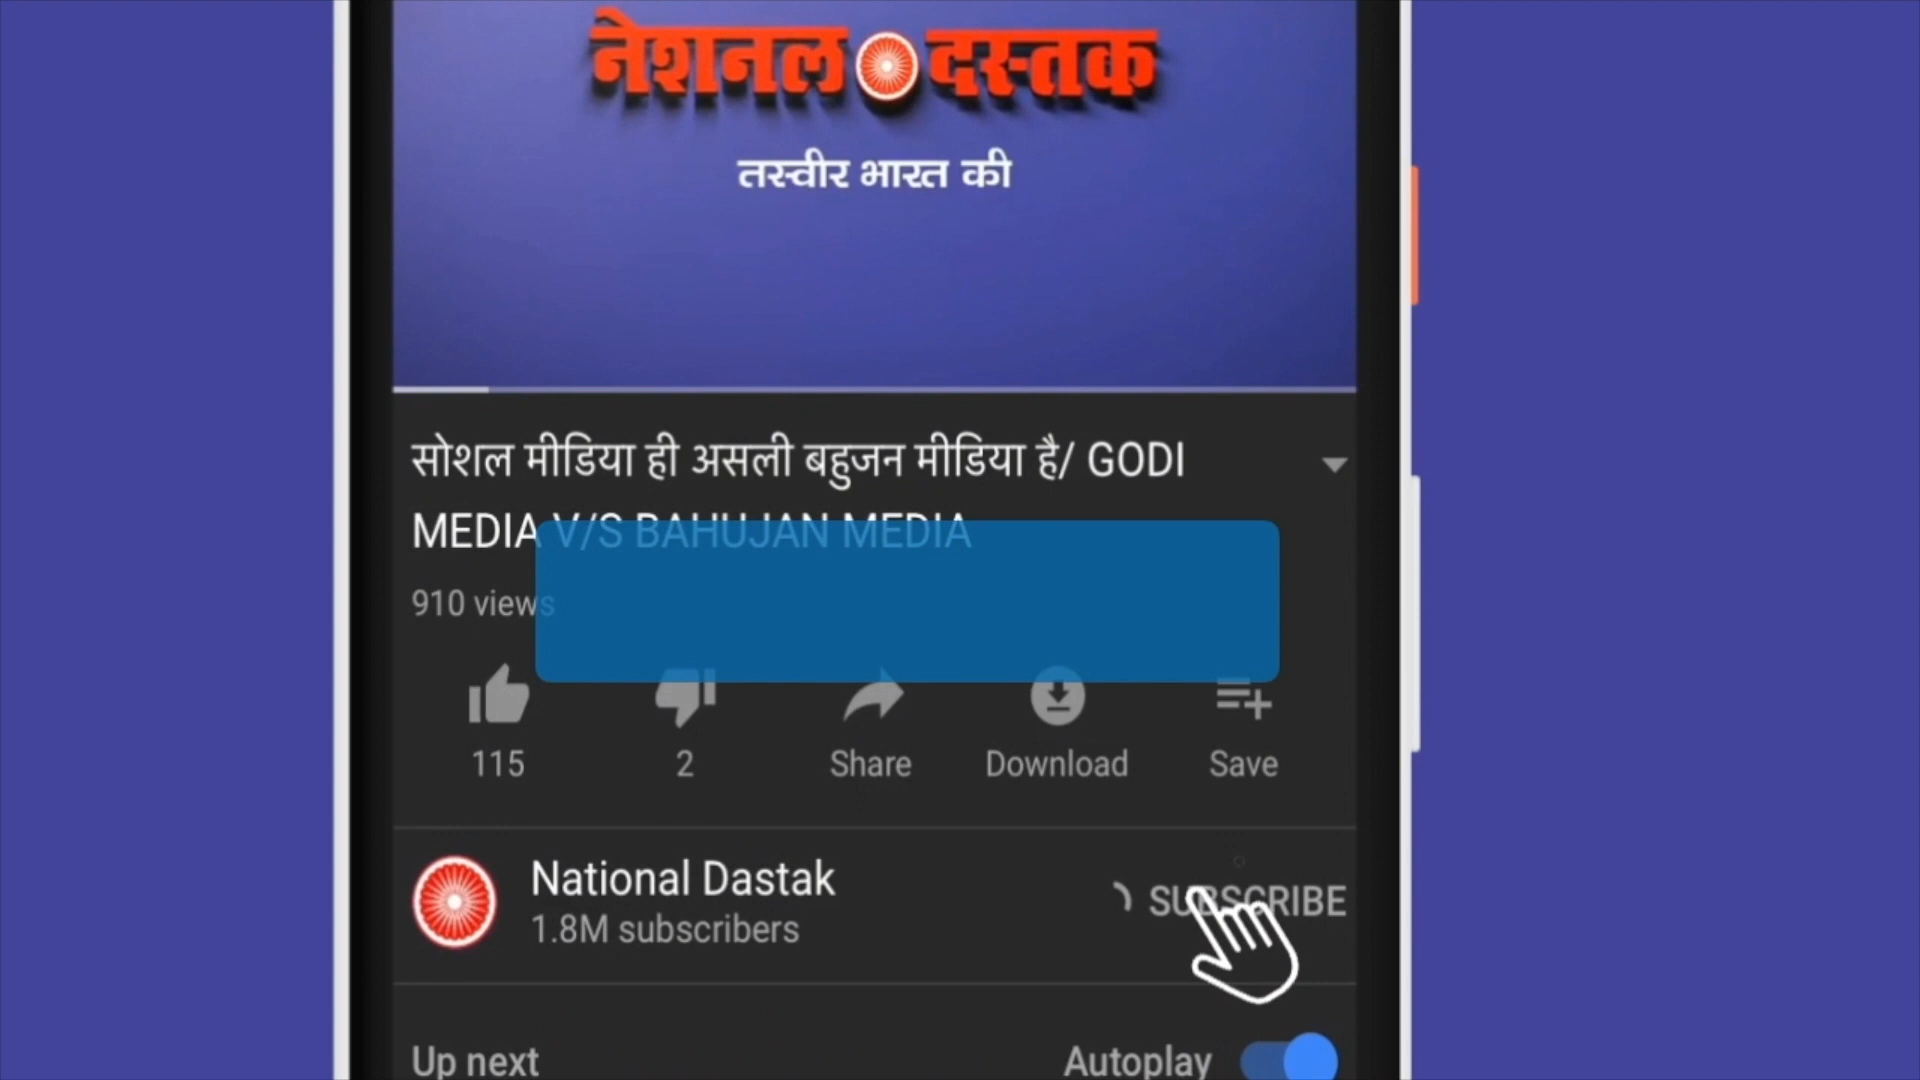 नेशनल दस्तक
तस्वीर भारत की
सोशल मीडिया ही असली बहुजन मीडिया है/ GODI
MEDIA V/S BAHUJAN MEDIA
910 views
115
2
Share
Download
Save
National Dastak
1.8M subscribers
SUBSCRIBE
Up next
Autoplay